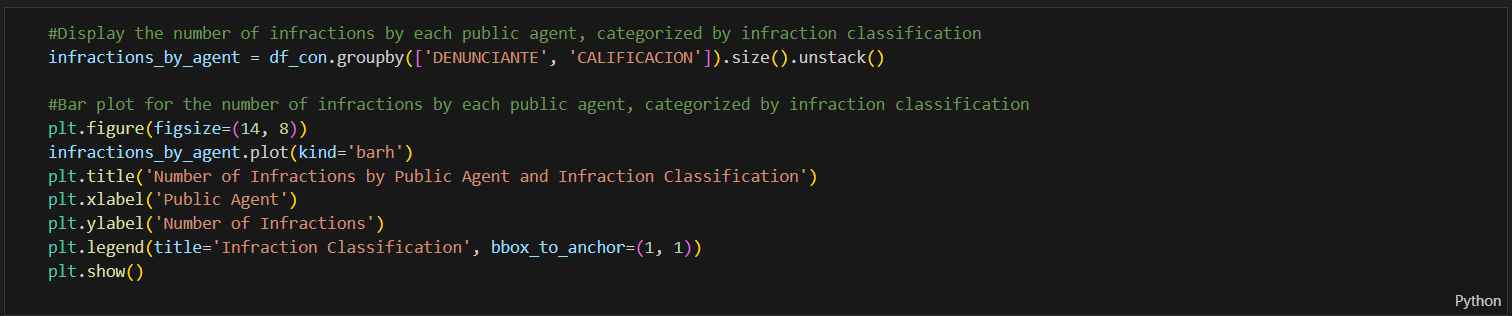 #Display the number of infractions by each public agent, categorized by infraction classification
infractions_by_agent = df_con.groupby(['DENUNCIANTE', 'CALIFICACION']).size().unstack()
#Bar plot for the number of infractions by each public agent, categorized by infraction classification
plt.figure(figsize=(14, 8))
infractions_by_agent.plot(kind='barh')
plt.title('Number of Infractions by Public Agent and Infraction Classification')
plt.xlabel('Public Agent')
plt.ylabel('Number of Infractions')
plt.legend(title='Infraction Classification', bbox_to_anchor=(1, 1))
plt.show()
Python